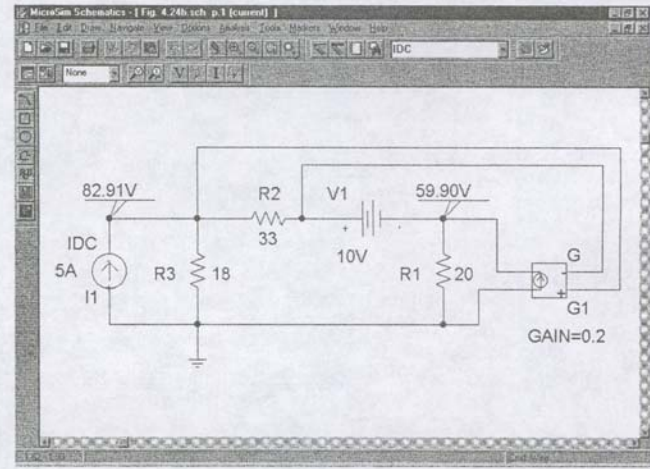 MicroSim Schematics - [ Fig. 4.24h.sch p.1 (current) ]
File Edit Draw Navigate View Options Analysis Tools Markers Window Help
IDC
None
V I
82.91V
R2
V1
59.90V
33
+
10V
IDC
5A
I1
R3
18
R1
20
G
-
+
G1
GAIN=0.2